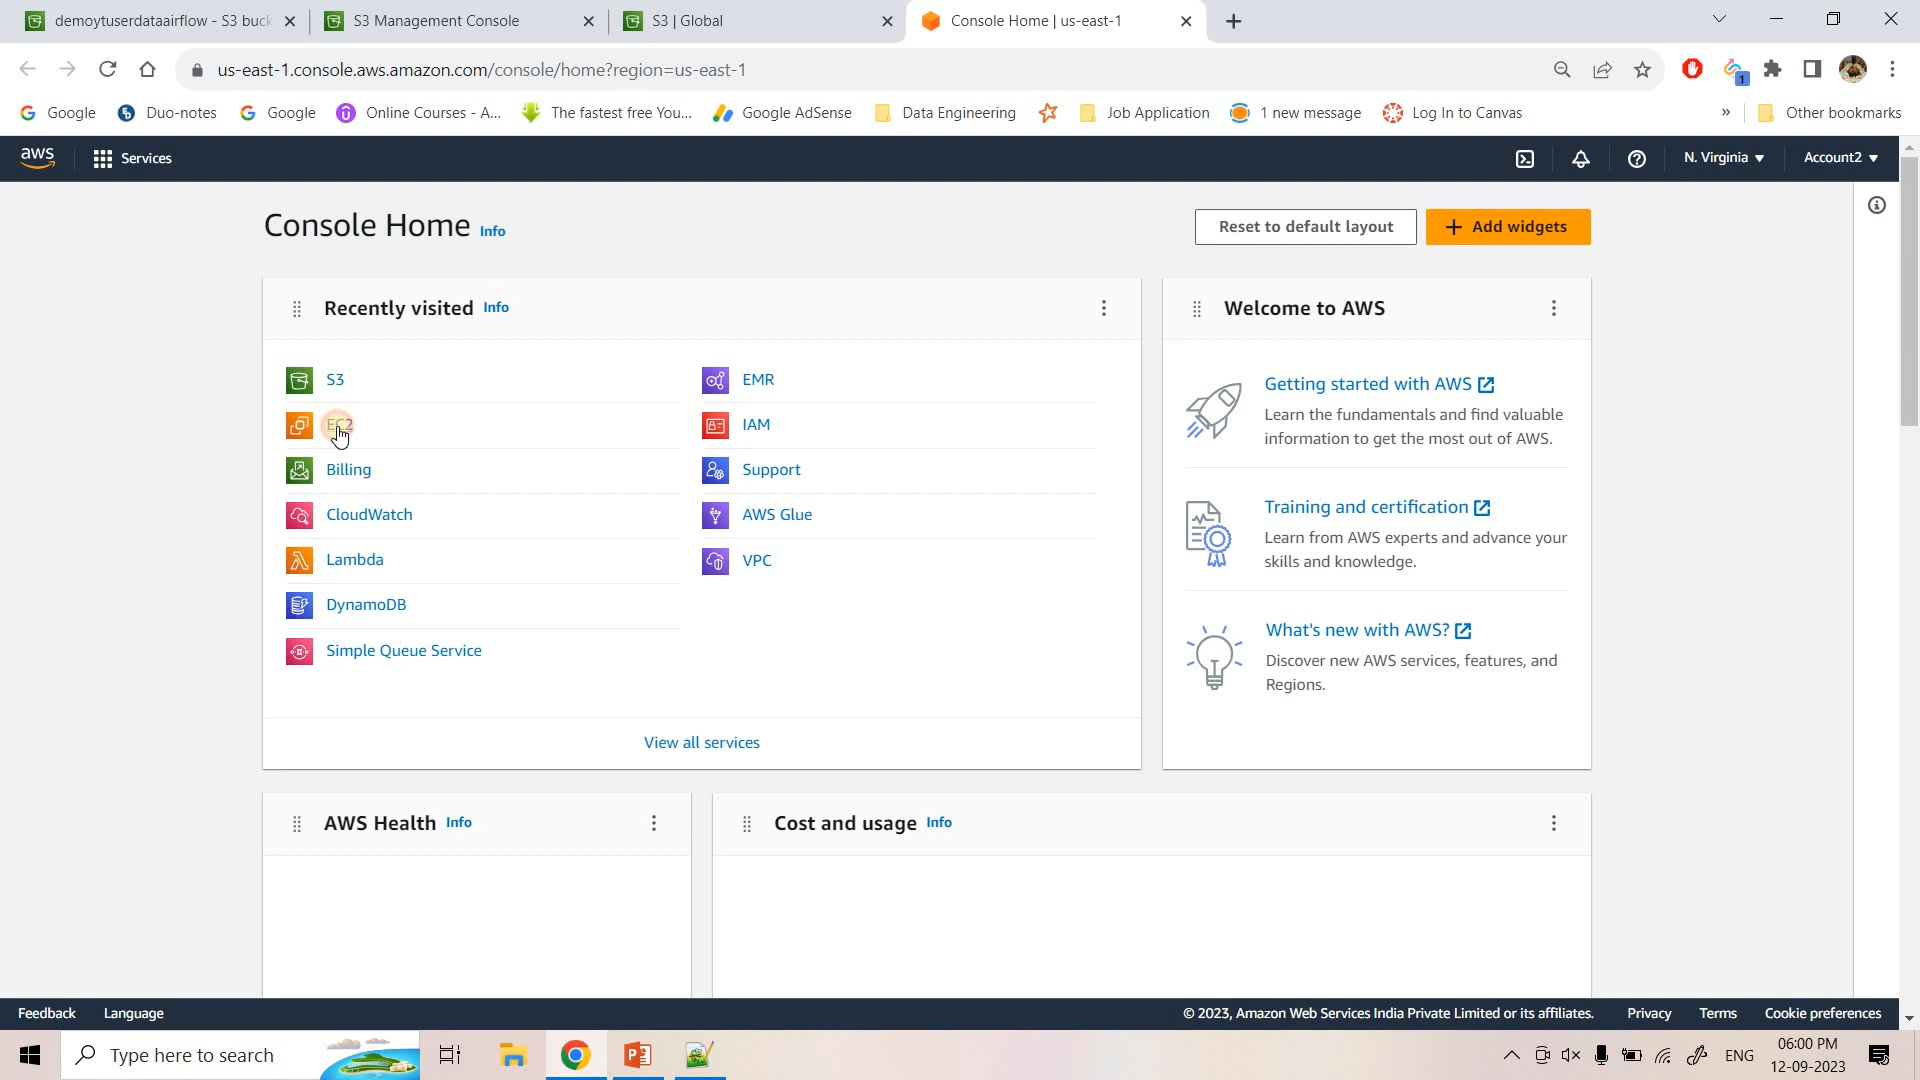 demoytuserdataairflow - S3 buck
S3 Management Console
S3 | Global
Console Home | us-east-1
us-east-1.console.aws.amazon.com/console/home?region=us-east-1
1
Google
Duo-notes
Google
Online Courses - A...
The fastest free You...
Google AdSense
Data Engineering
Job Application
1 new message
Log In to Canvas
»
Other bookmarks
aws
Services
N. Virginia
Account2
Console Home Info
Reset to default layout
+ Add widgets
Recently visited Info
S3
EC2
Billing
CloudWatch
Lambda
DynamoDB
Simple Queue Service
EMR
IAM
Support
AWS Glue
VPC
View all services
Welcome to AWS
Getting started with AWS
Learn the fundamentals and find valuable
information to get the most out of AWS.
Training and certification
Learn from AWS experts and advance your
skills and knowledge.
What's new with AWS?
Discover new AWS services, features, and
Regions.
AWS Health Info
Cost and usage Info
Feedback
Language
© 2023, Amazon Web Services India Private Limited or its affiliates.
Privacy
Terms
Cookie preferences
Type here to search
ENG
06:00 PM
12-09-2023